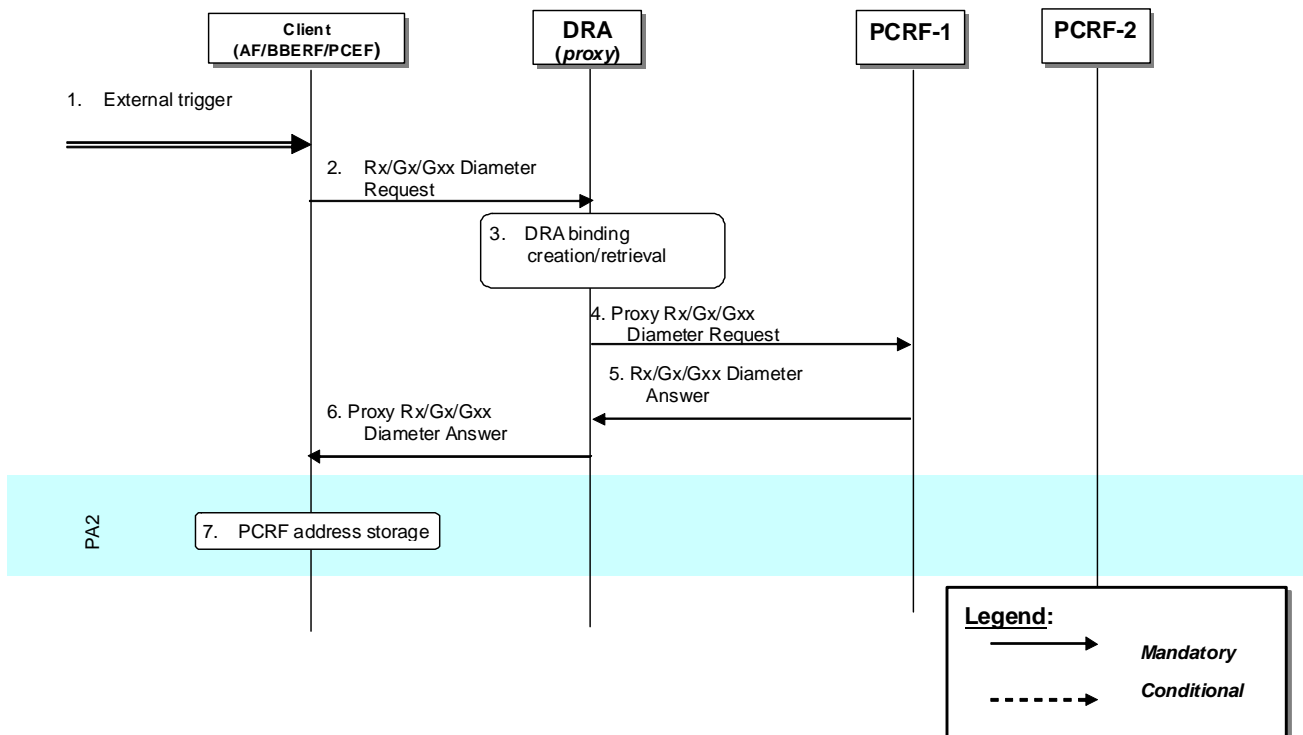 Client
(AF/BBERF/PCEF)
DRA
(proxy)
PCRF-1
PCRF-2
1. External trigger
2. Rx/Gx/Gxx Diameter
Request
3. DRA binding
creation/retrieval
4. Proxy Rx/Gx/Gxx
Diameter Request
5. Rx/Gx/Gxx Diameter
Answer
6. Proxy Rx/Gx/Gxx
Diameter Answer
PA2
7. PCRF address storage
Legend:
Mandatory
Conditional